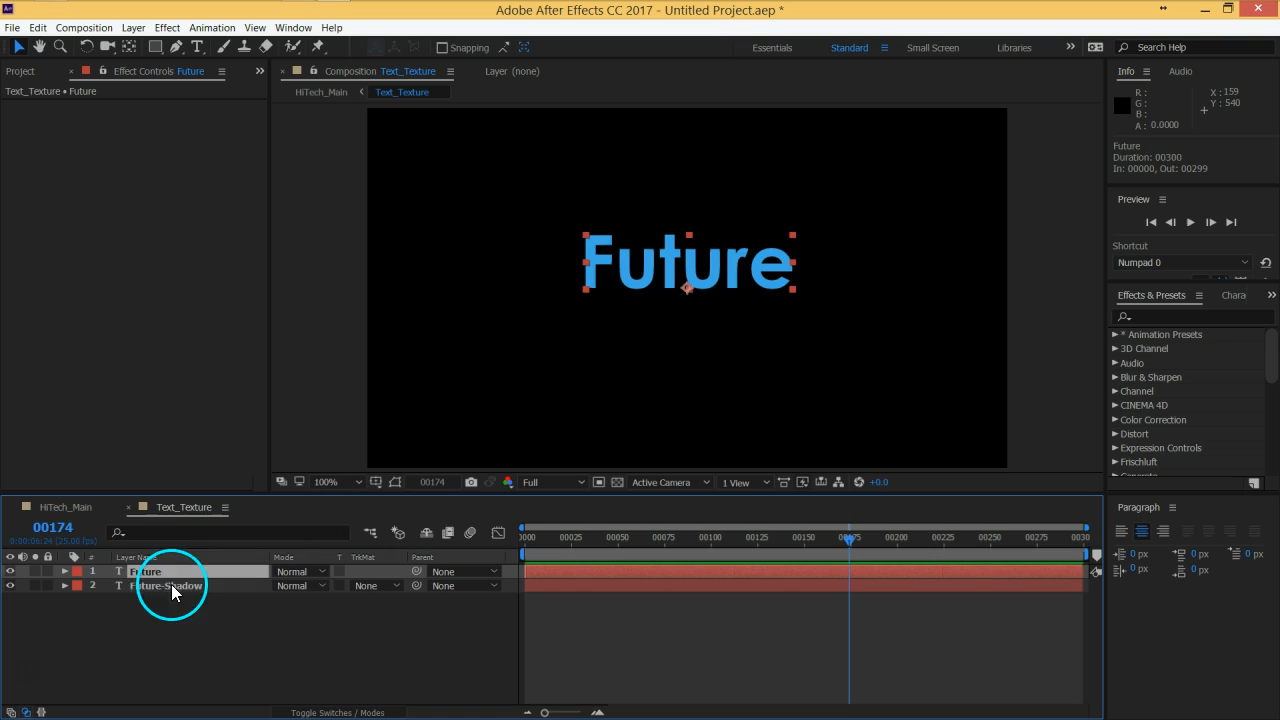 Adobe After Effects CC 2017 - Untitled Project.aep *
File Edit Composition Layer Effect Animation View Window Help
Snapping
Essentials Standard Small Screen Libraries
Search Help
Project
Effect Controls Future
Composition Text_Texture
Layer (none)
Info Audio
Text_Texture • Future
HiTech_Main Text_Texture
R :
G :
B :
A : 0.0000
X : 159
Y : 540
Future
Duration: 00300
In: 00000, Out: 00299
Preview
Shortcut
Numpad 0
Future
Effects & Presets Chara
* Animation Presets
3D Channel
Audio
Blur & Sharpen
Channel
CINEMA 4D
Color Correction
Distort
Expression Controls
Frischluft
100% 00174 Full Active Camera 1 View +0.0
HiTech_Main Text_Texture
Paragraph
00174
0:00:06:24 (25.00 fps)
0000 00025 00050 00075 00100 00125 00150 00175 00200 00225 00250 00275 0030
# Layer Name Mode T TrkMat Parent
1 T Future Normal None
2 T Future-Shadow Normal None None
0 px 0 px 0 px
0 px 0 px
Toggle Switches / Modes